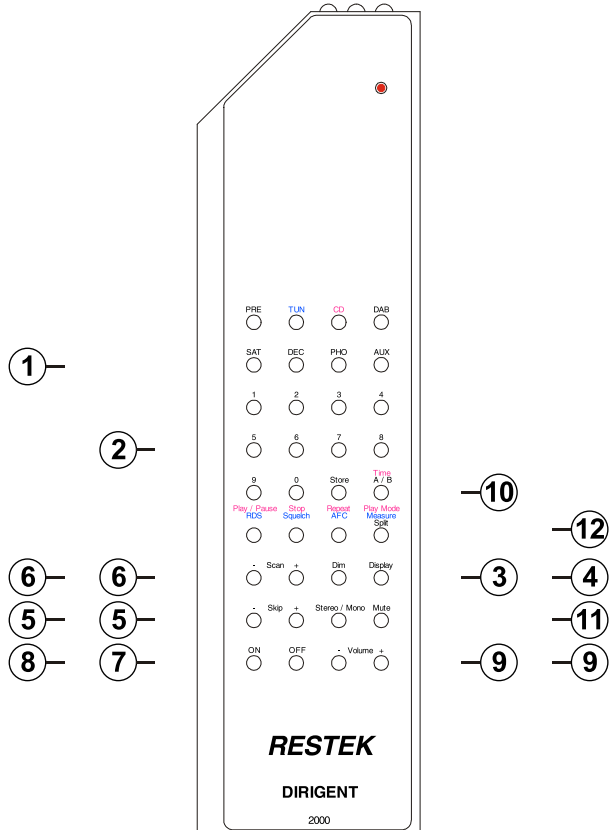 PRE TUN CD DAB
SAT DEC PHO AUX
1
1 2 3 4
5 6 7 8
2
9 0 Store Time
A / B
10
Play / Pause Stop Repeat Play Mode
RDS Squelch AFC Measure
Split
12
- Scan + Dim Display
6 6 3 4
- Skip + Stereo / Mono Mute
5 5 11
ON OFF - Volume +
8 7 9 9
RESTEK
DIRIGENT
2000